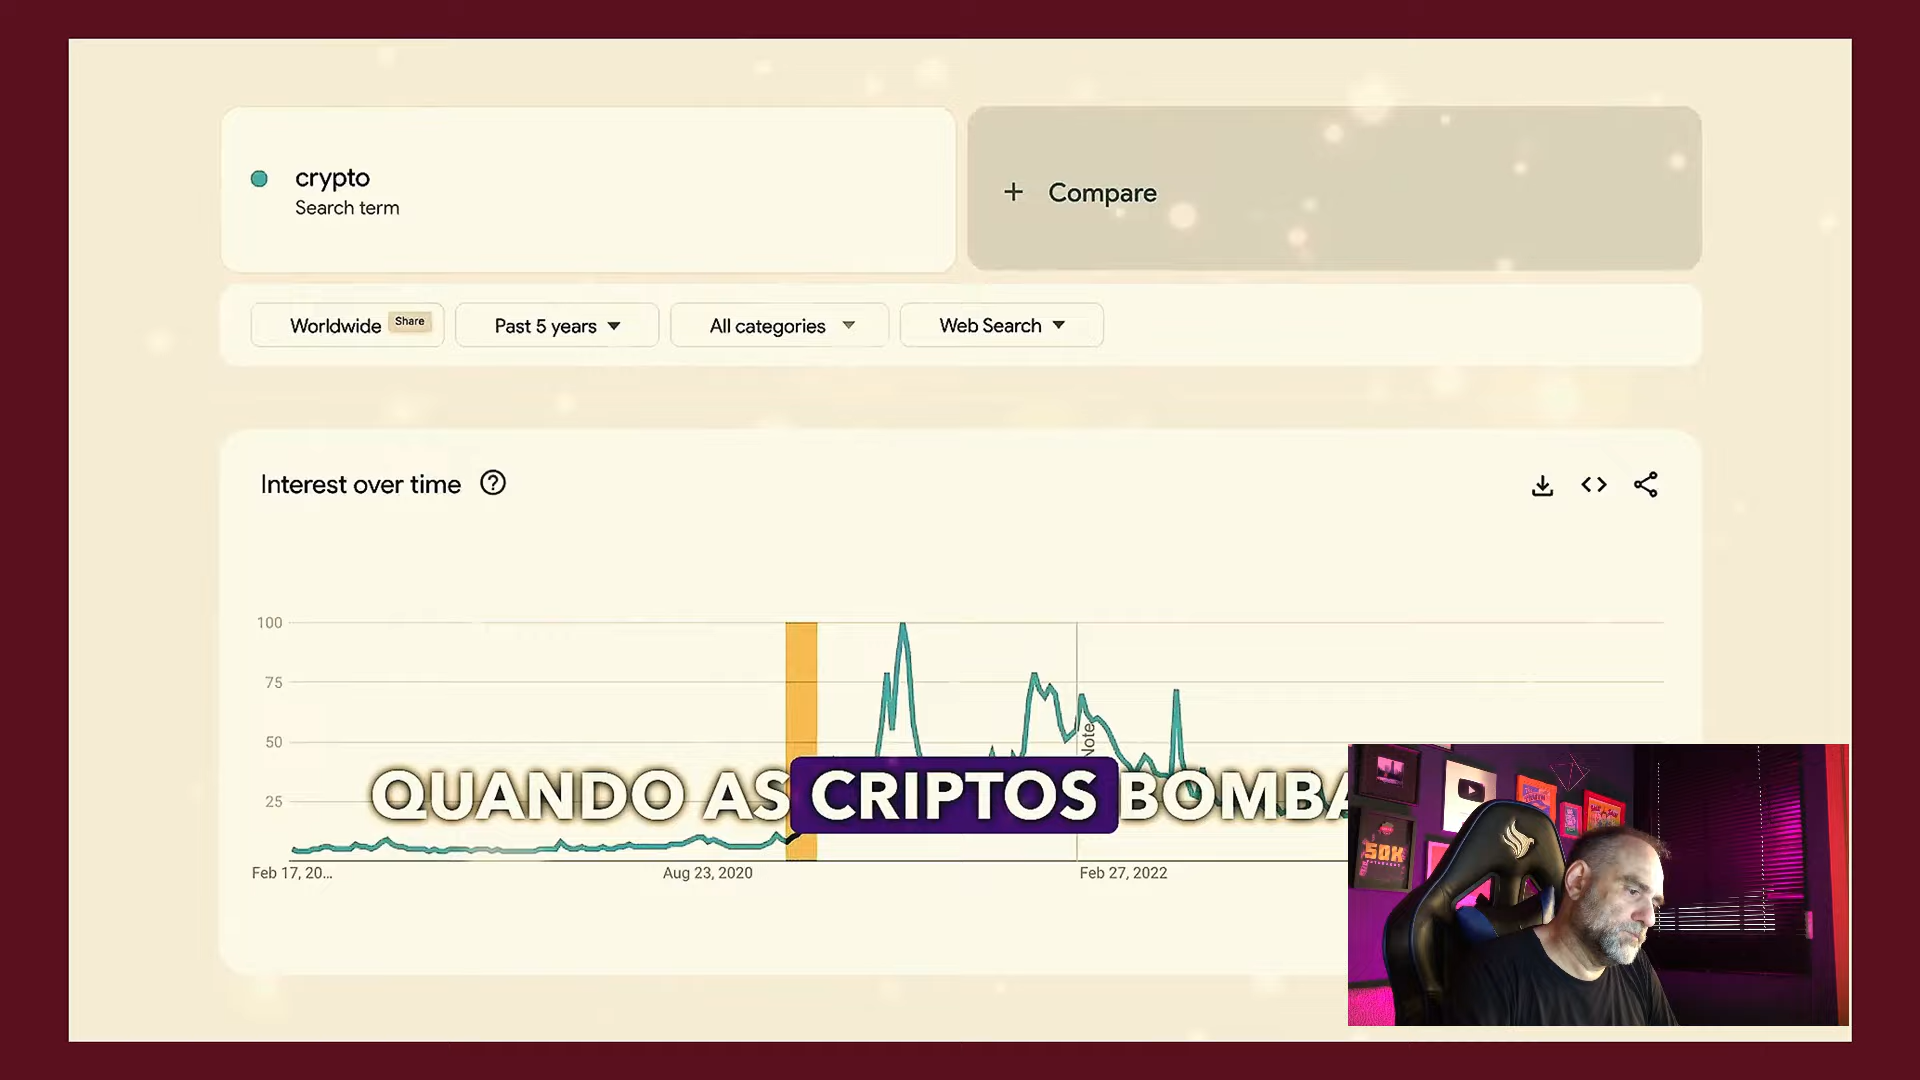 crypto
Search term
+ Compare
Worldwide Share
Past 5 years
All categories
Web Search
Interest over time ?
100
75
50
25
Note
QUANDO AS CRIPTOS BOMBA
Feb 17, 20...
Aug 23, 2020
Feb 27, 2022
50K